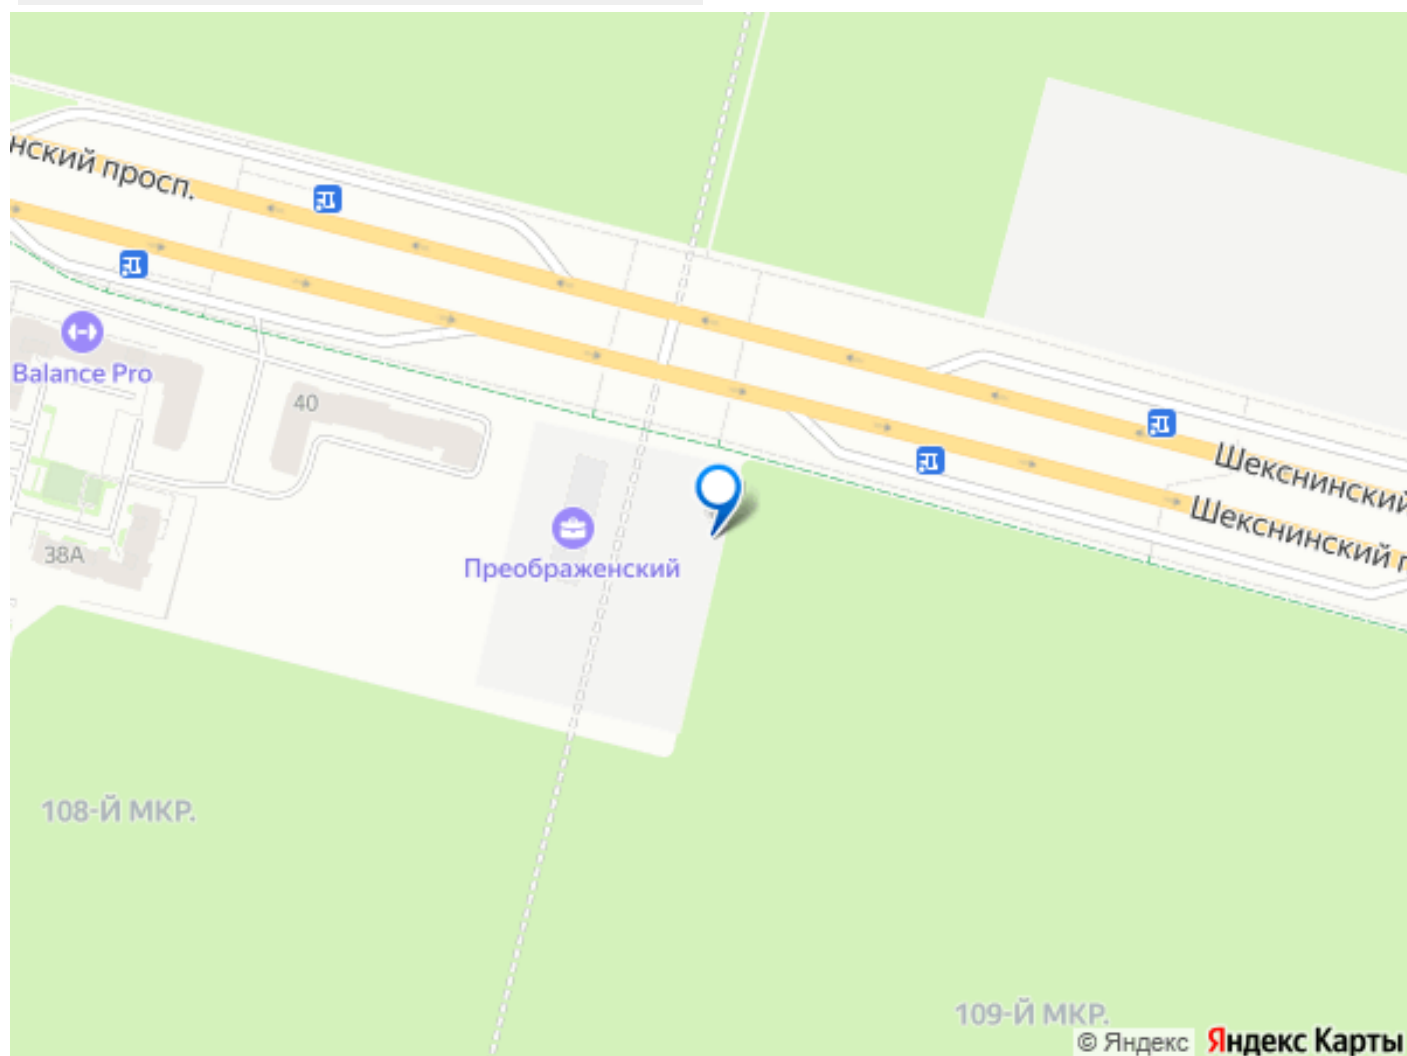 нский просп.
Balance Pro
40
Шекснинский
Шекснинский п
38А
Преображенский
108-Й МКР.
109-Й МКР.
© Яндекс Яндекс Карты